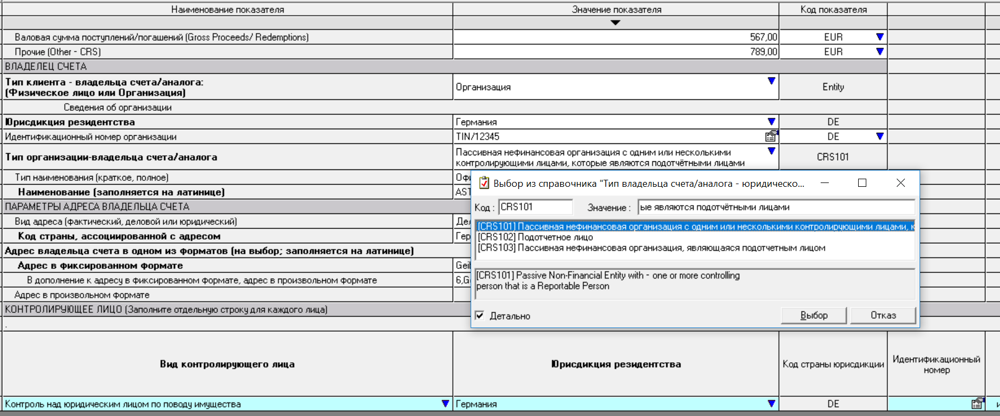 Наименование показателя
Значение показателя
Код показателя
Валовая сумма поступлений/погашений (Gross Proceeds/ Redemptions)
567,00
EUR
Прочие (Other - CRS)
789,00
EUR
ВЛАДЕЛЕЦ СЧЕТА
Тип клиента - владельца счета/аналога:
(Физическое лицо или Организация)
Организация
Entity
Сведения об организации
Юрисдикция резидентства
Германия
DE
Идентификационный номер организации
TIN/12345
DE
Тип организации-владельца счета/аналога
Пассивная нефинансовая организация с одним или несколькими
контролирующими лицами, которые являются подотчётными лицами
CRS101
Тип наименования (краткое, полное)
Наименование (заполняется на латинице)
AST
ПАРАМЕТРЫ АДРЕСА ВЛАДЕЛЬЦА СЧЕТА
Вид адреса (фактический, деловой или юридический)
Код страны, ассоциированной с адресом
Гер
Адрес владельца счета в одном из форматов (на выбор; заполняется на латинице)
Адрес в фиксированном формате
В дополнение к адресу в фиксированном формате, адрес в произвольном формате
Адрес в произвольном формате
КОНТРОЛИРУЮЩЕЕ ЛИЦО (Заполните отдельную строку для каждого лица)
.
Выбор из справочника "Тип владельца счета/аналога - юридическо...
Код :
CRS101
Значение :
ые являются подотчётными лицами
[CRS101] Пассивная нефинансовая организация с одним или несколькими контролирующими лицами, к
[CRS102] Подотчетное лицо
[CRS103] Пассивная нефинансовая организация, являющаяся подотчетным лицом
[CRS101] Passive Non-Financial Entity with - one or more controlling
person that is a Reportable Person
Детально
Выбор
Отказ
Вид контролирующего лица
Юрисдикция резидентства
Код страны юрисдикции
Идентификационный
номер
Контроль над юридическим лицом по поводу имущества
Германия
DE